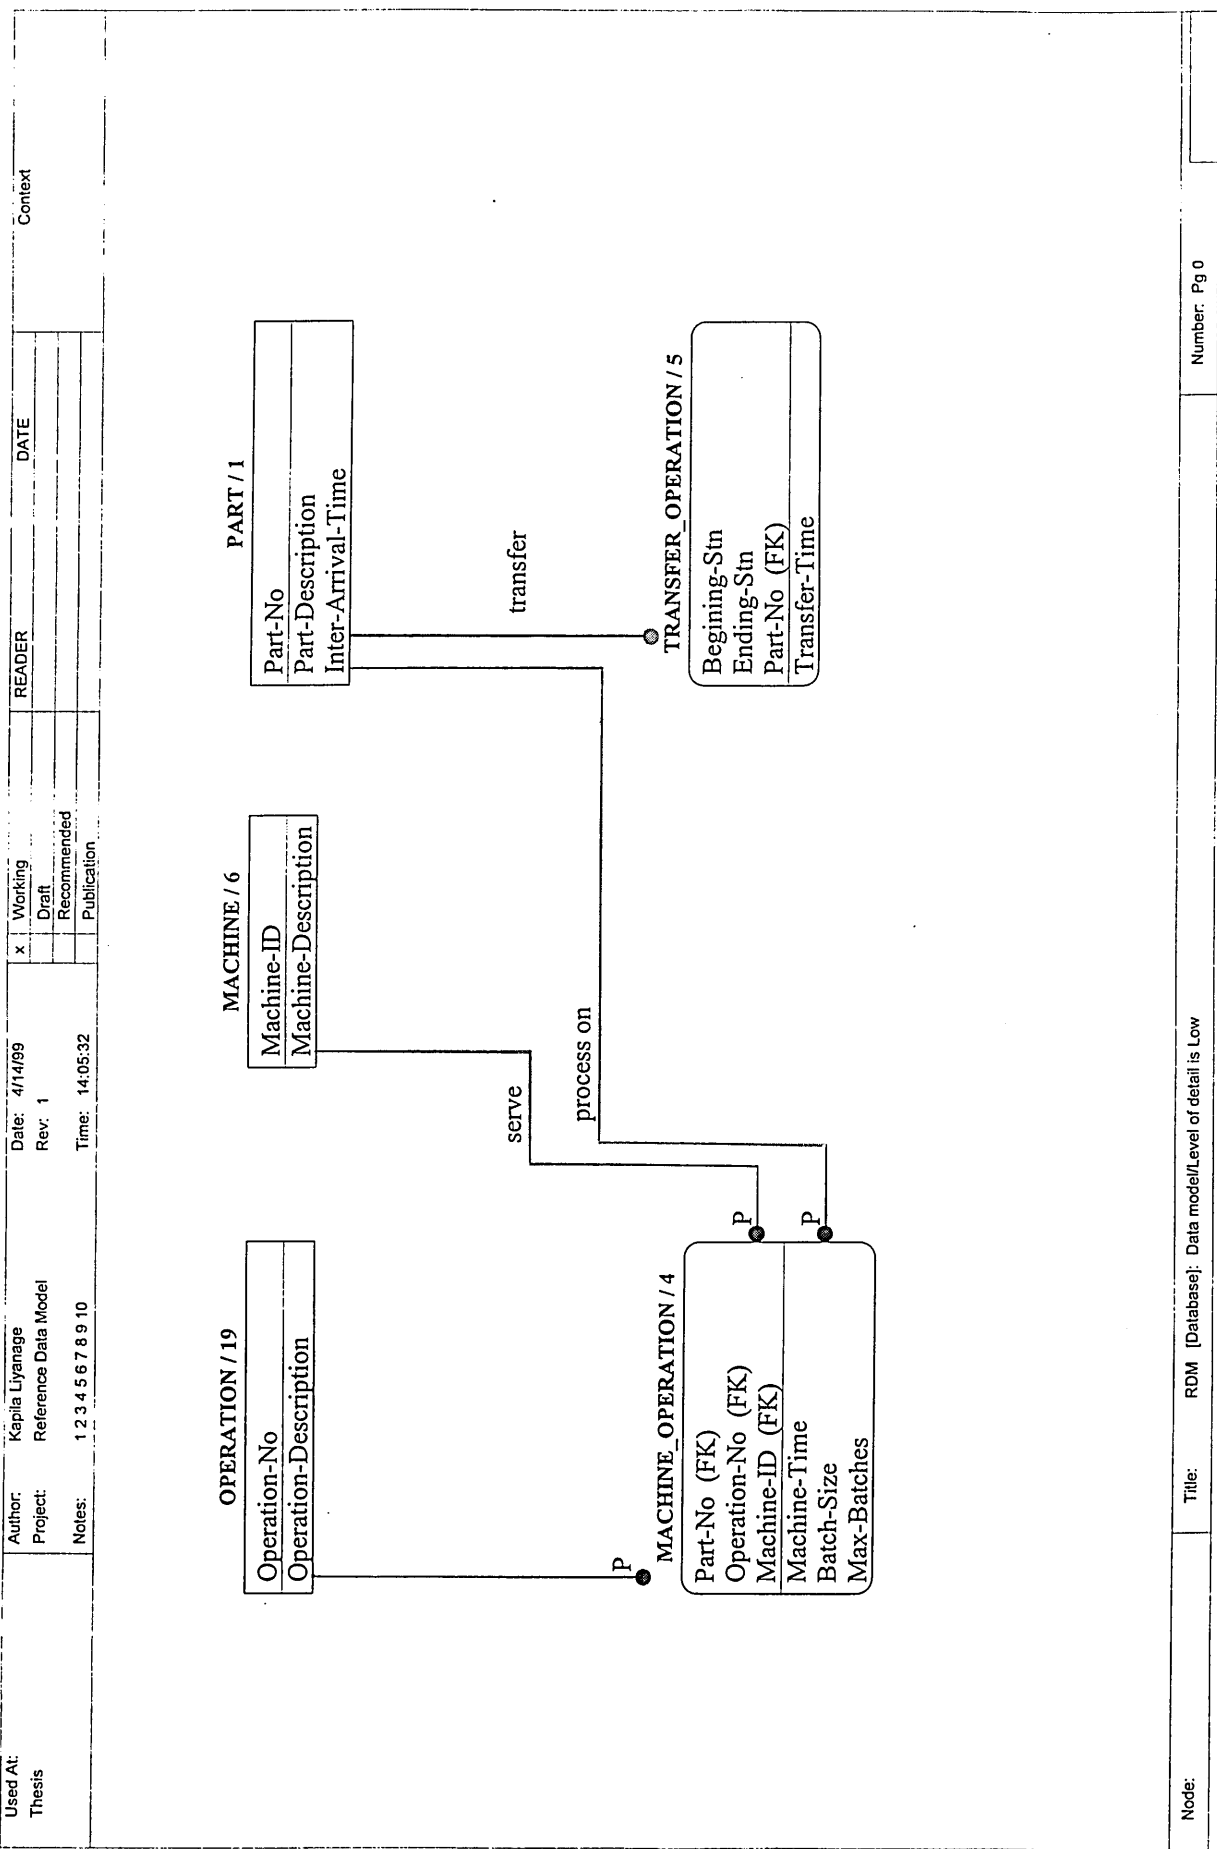 Used At:
Thesis
Author: Kapila Liyanage
Project: Reference Data Model
Notes: 1 2 3 4 5 6 7 8 9 10
Date: 4/14/99
Rev: 1
Time: 14:05:32
x Working
Draft
Recommended
Publication
READER DATE
Context
OPERATION / 19
Operation-No
Operation-Description
MACHINE / 6
Machine-ID
Machine-Description
PART / 1
Part-No
Part-Description
Inter-Arrival-Time
serve
process on
transfer
P
P
P
MACHINE_OPERATION / 4
Part-No (FK)
Operation-No (FK)
Machine-ID (FK)
Machine-Time
Batch-Size
Max-Batches
TRANSFER_OPERATION / 5
Begining-Stn
Ending-Stn
Part-No (FK)
Transfer-Time
Node:
Title: RDM [Database]: Data model/Level of detail is Low
Number: Pg 0